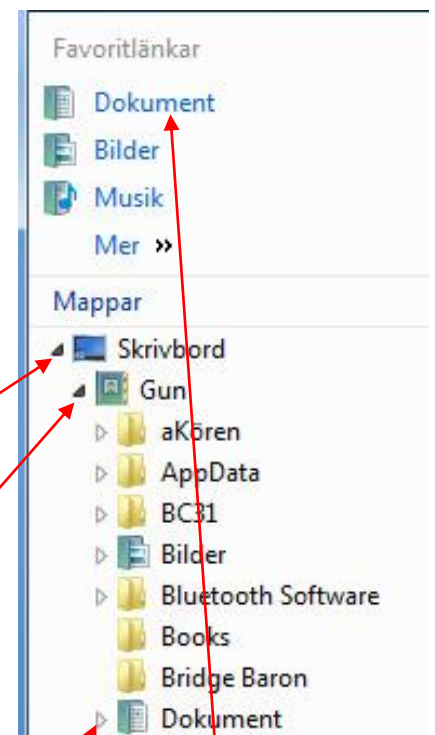 Favoritlänkar
Dokument
Bilder
Musik
Mer »
Mappar
Skrivbord
Gun
aKören
AppData
BC31
Bilder
Bluetooth Software
Books
Bridge Baron
Dokument